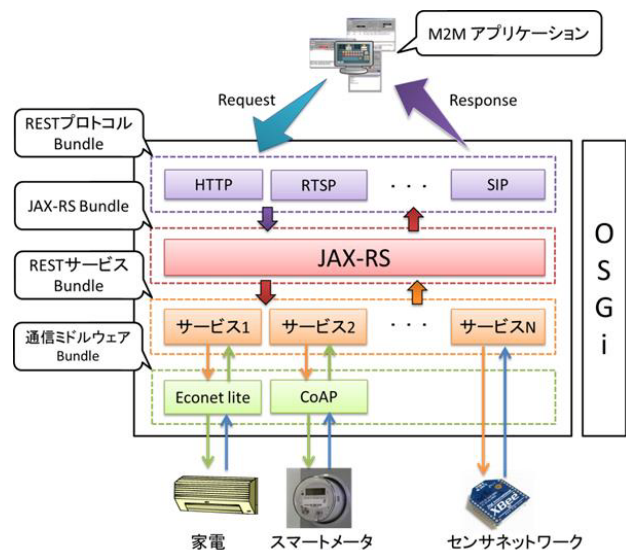 M2M アプリケーション
Request
Response
RESTプロトコル
Bundle
HTTP
RTSP
. . .
SIP
JAX-RS Bundle
JAX-RS
RESTサービス
Bundle
サービス1
サービス2
. . .
サービスN
通信ミドルウェア
Bundle
Econet lite
CoAP
OSGi
XBee
家電
スマートメータ
センサネットワーク